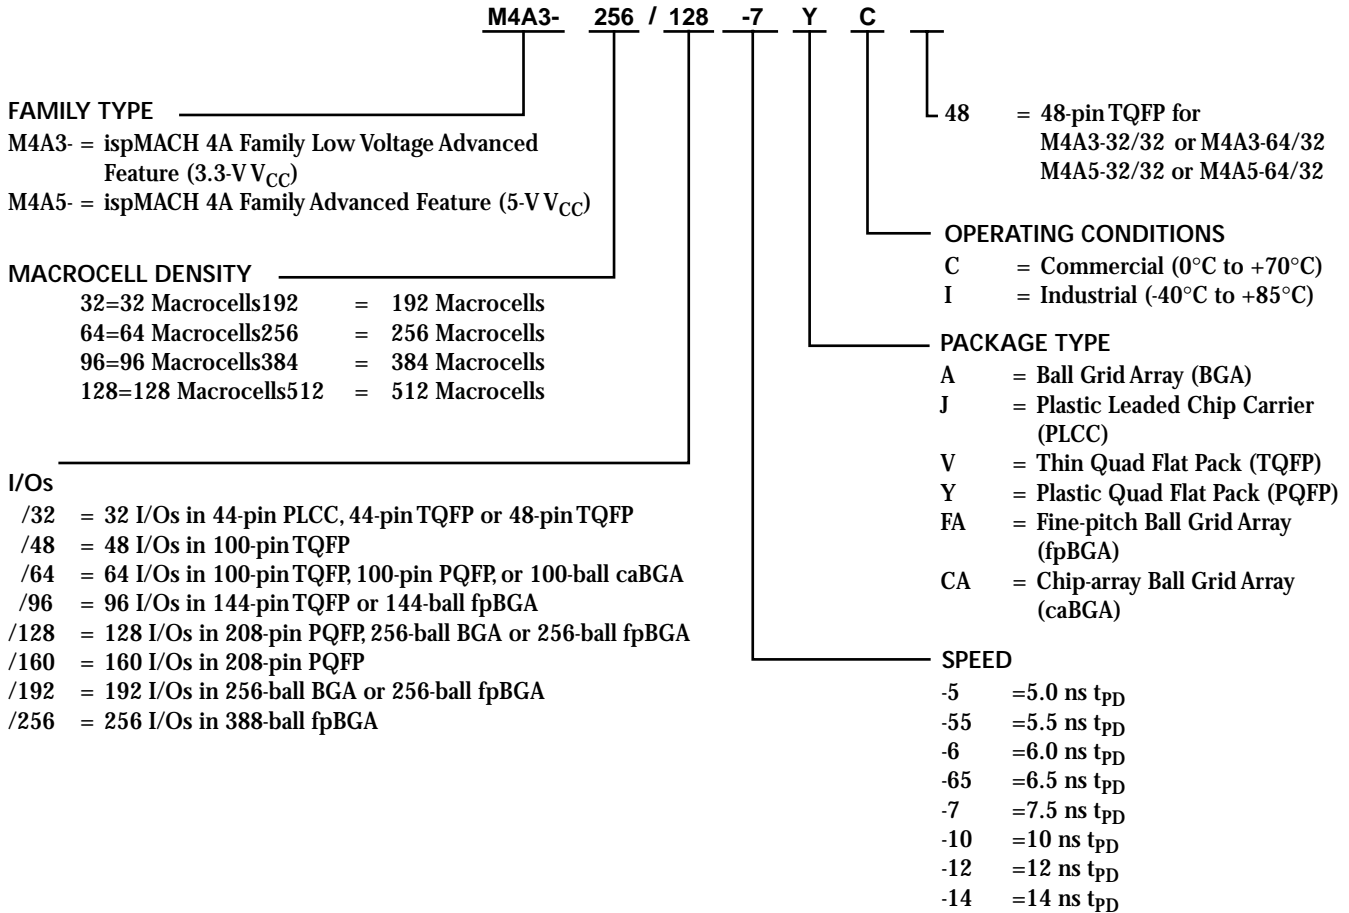 M4A3- 256 / 128 -7 Y C
FAMILY TYPE
M4A3- = ispMACH 4A Family Low Voltage Advanced
Feature (3.3-V VCC)
M4A5- = ispMACH 4A Family Advanced Feature (5-V VCC)
MACROCELL DENSITY
32=32 Macrocells192 = 192 Macrocells
64=64 Macrocells256 = 256 Macrocells
96=96 Macrocells384 = 384 Macrocells
128=128 Macrocells512 = 512 Macrocells
I/Os
/32 = 32 I/Os in 44-pin PLCC, 44-pin TQFP or 48-pin TQFP
/48 = 48 I/Os in 100-pin TQFP
/64 = 64 I/Os in 100-pin TQFP, 100-pin PQFP, or 100-ball caBGA
/96 = 96 I/Os in 144-pin TQFP or 144-ball fpBGA
/128 = 128 I/Os in 208-pin PQFP, 256-ball BGA or 256-ball fpBGA
/160 = 160 I/Os in 208-pin PQFP
/192 = 192 I/Os in 256-ball BGA or 256-ball fpBGA
/256 = 256 I/Os in 388-ball fpBGA
48 = 48-pin TQFP for
M4A3-32/32 or M4A3-64/32
M4A5-32/32 or M4A5-64/32
OPERATING CONDITIONS
C = Commercial (0°C to +70°C)
I = Industrial (-40°C to +85°C)
PACKAGE TYPE
A = Ball Grid Array (BGA)
J = Plastic Leaded Chip Carrier
(PLCC)
V = Thin Quad Flat Pack (TQFP)
Y = Plastic Quad Flat Pack (PQFP)
FA = Fine-pitch Ball Grid Array
(fpBGA)
CA = Chip-array Ball Grid Array
(caBGA)
SPEED
-5 =5.0 ns tPD
-55 =5.5 ns tPD
-6 =6.0 ns tPD
-65 =6.5 ns tPD
-7 =7.5 ns tPD
-10 =10 ns tPD
-12 =12 ns tPD
-14 =14 ns tPD